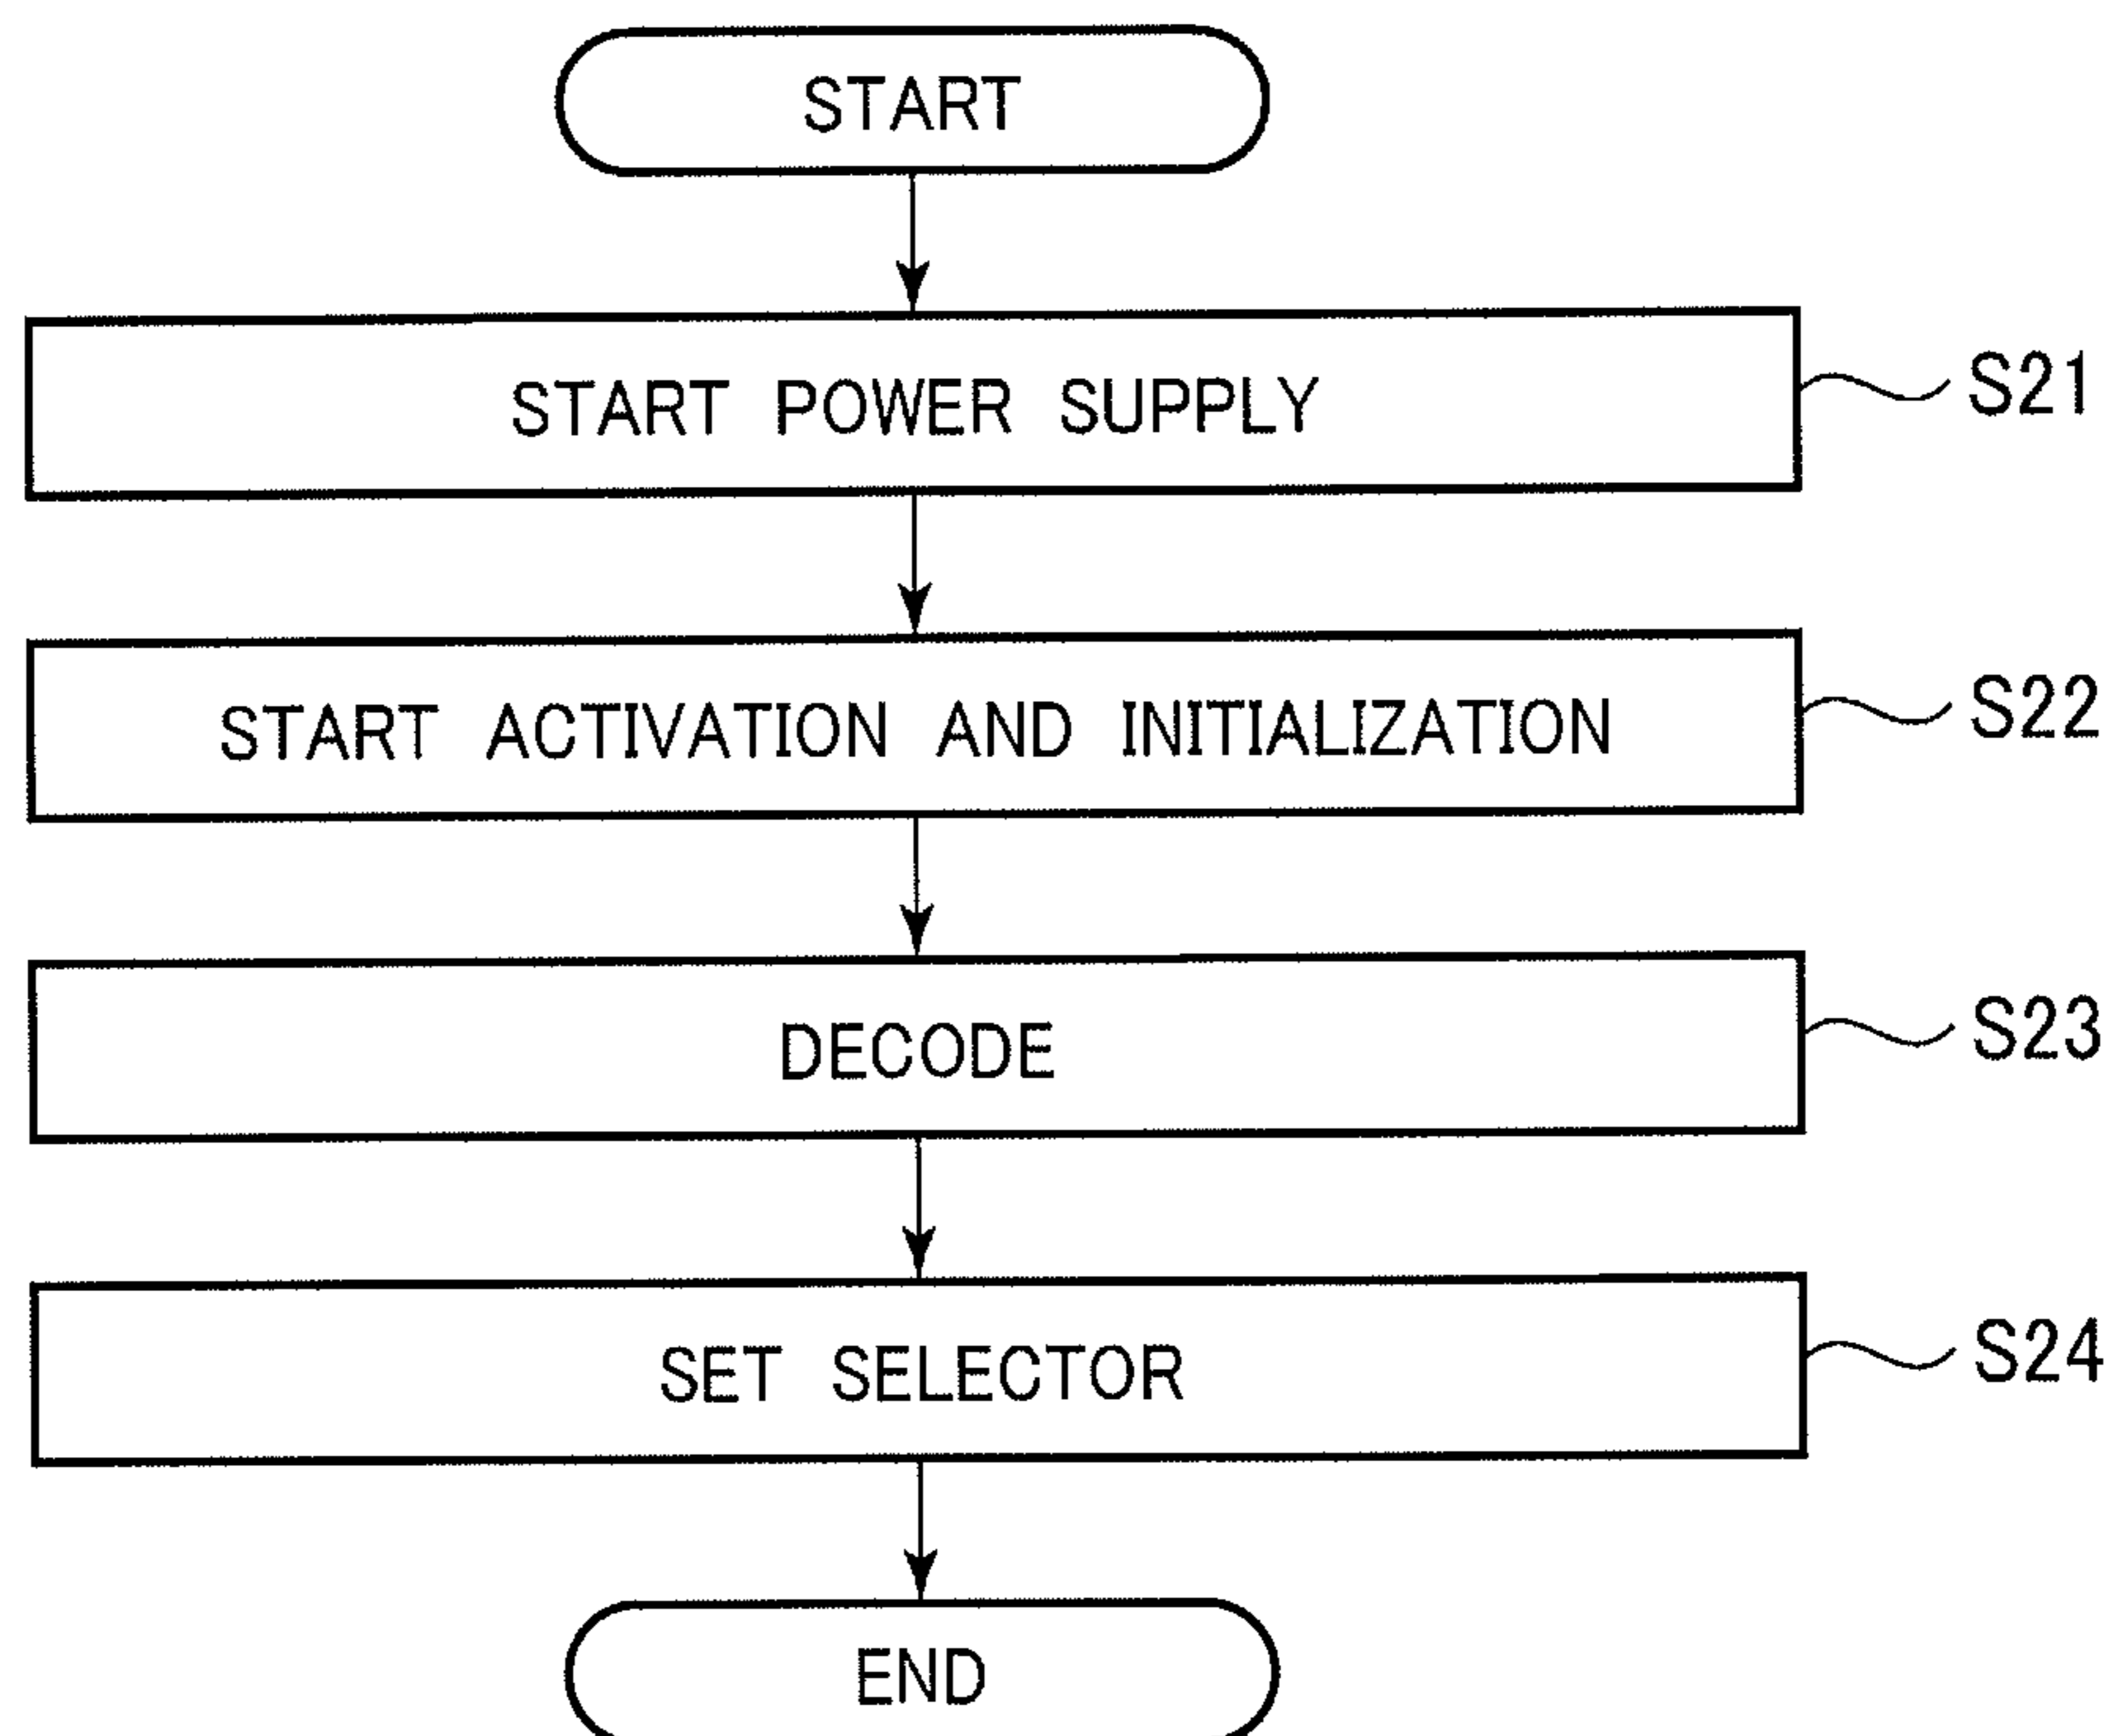 START
START POWER SUPPLY
S21
START ACTIVATION AND INITIALIZATION
S22
DECODE
S23
SET SELECTOR
S24
END